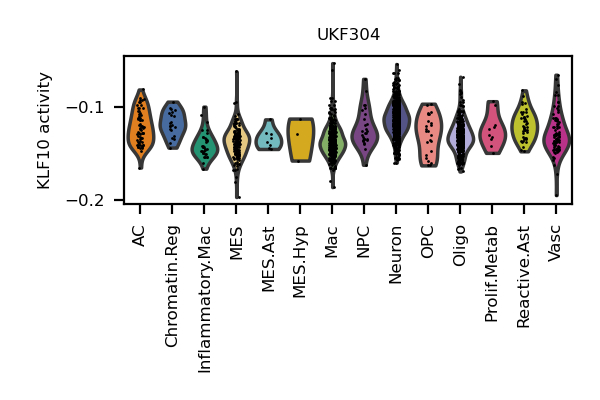 UKF304
KLF10 activity
−0.1
−0.2
AC
Chromatin.Reg
Inflammatory.Mac
MES
MES.Ast
MES.Hyp
Mac
NPC
Neuron
OPC
Oligo
Prolif.Metab
Reactive.Ast
Vasc